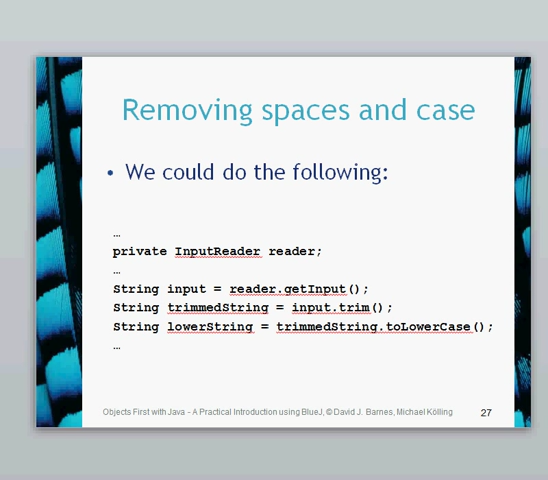 Removing spaces and case
• We could do the following:
…
private InputReader reader;
…
String input = reader.getInput();
String trimmedString = input.trim();
String lowerString = trimmedString.toLowerCase();
…
Objects First with Java - A Practical Introduction using BlueJ, © David J. Barnes, Michael Kölling
27